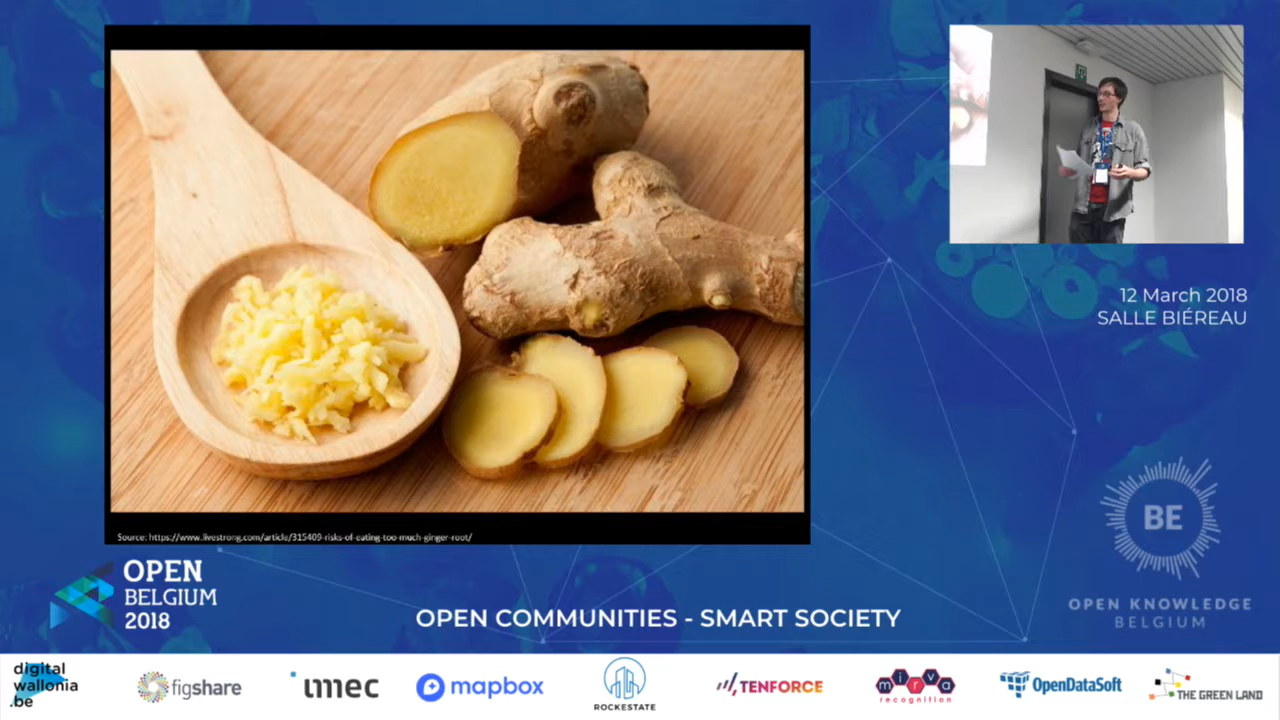 Source: https://www.livestrong.com/article/315409-risks-of-eating-too-much-ginger-root/
12 March 2018
SALLE BIÉREAU
BE
OPEN KNOWLEDGE
BELGIUM
OPEN
BELGIUM
2018
OPEN COMMUNITIES - SMART SOCIETY
digital
wallonia
.be
figshare
imec
mapbox
ROCKESTATE
TENFORCE
mirva
recognition
OpenDataSoft
THE GREEN LAND